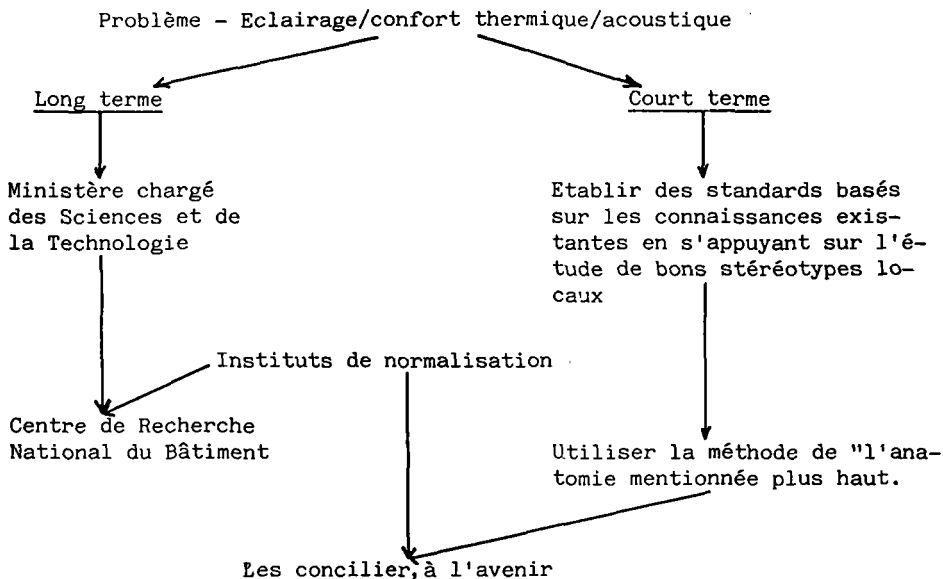 Problème - Eclairage/confort thermique/acoustique
Long terme
Court terme
Ministère chargé
des Sciences et de
la Technologie
Etablir des standards basés
sur les connaissances exis-
tantes en s'appuyant sur l'é-
tude de bons stéréotypes lo-
caux
Instituts de normalisation
Centre de Recherche
National du Bâtiment
Utiliser la méthode de "l'ana-
tomie mentionnée plus haut.
Les concilier, à l'avenir